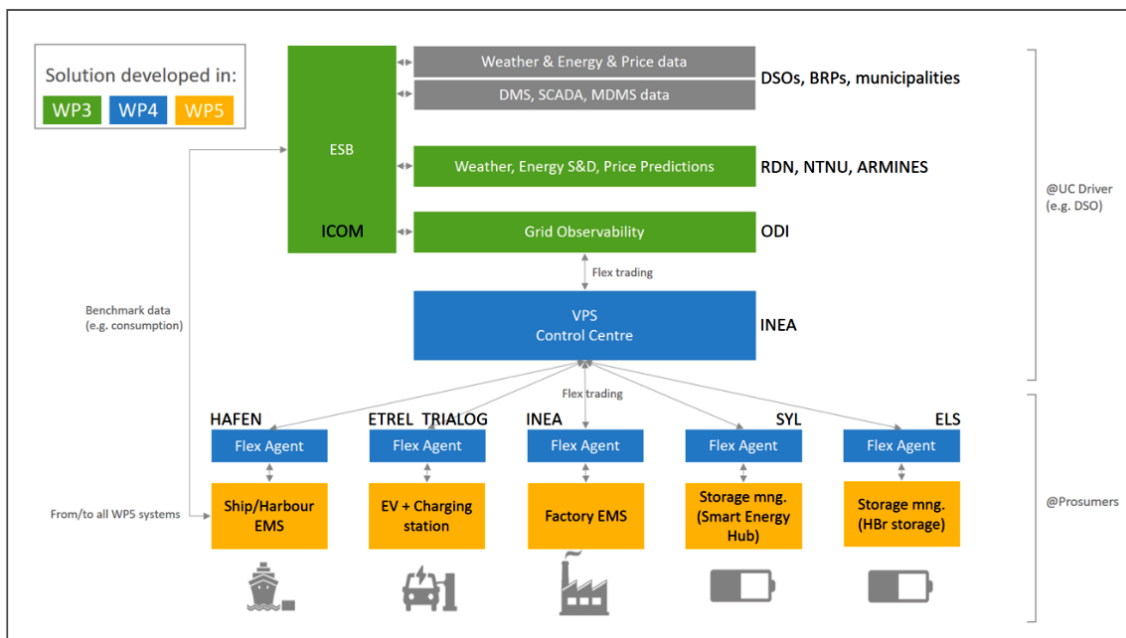 Solution developed in:
WP3 WP4 WP5
Weather & Energy & Price data
DSOs, BRPs, municipalities
DMS, SCADA, MDMS data
ESB
Weather, Energy S&D, Price Predictions
RDN, NTNU, ARMINES
@UC Driver
(e.g. DSO)
ICOM
Grid Observability
ODI
Flex trading
Benchmark data
(e.g. consumption)
VPS
Control Centre
INEA
Flex trading
HAFEN
ETREL TRIALOG
INEA
SYL
ELS
Flex Agent
Flex Agent
Flex Agent
Flex Agent
Flex Agent
From/to all WP5 systems
Ship/Harbour
EMS
EV + Charging
station
Factory EMS
Storage mng.
(Smart Energy
Hub)
Storage mng.
(HBr storage)
@Prosumers